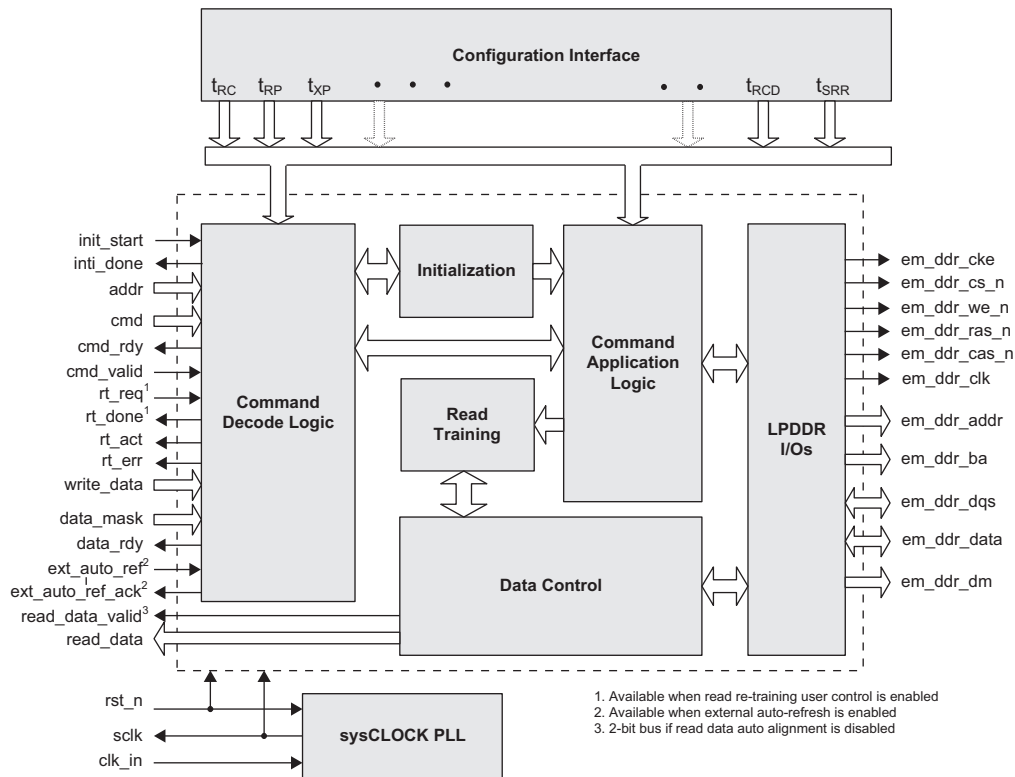 Configuration Interface
tRC tRP tXP • • • • • tRCD tSRR
init_start
inti_done
addr
cmd
cmd_rdy
cmd_valid
rt_req¹
rt_done¹
rt_act
rt_err
write_data
data_mask
data_rdy
ext_auto_ref²
ext_auto_ref_ack²
read_data_valid³
read_data
Command
Decode Logic
Initialization
Read
Training
Command
Application
Logic
Data Control
LPDDR
I/Os
em_ddr_cke
em_ddr_cs_n
em_ddr_we_n
em_ddr_ras_n
em_ddr_cas_n
em_ddr_clk
em_ddr_addr
em_ddr_ba
em_ddr_dqs
em_ddr_data
em_ddr_dm
rst_n
sclk
clk_in
sysCLOCK PLL
1. Available when read re-training user control is enabled
2. Available when external auto-refresh is enabled
3. 2-bit bus if read data auto alignment is disabled